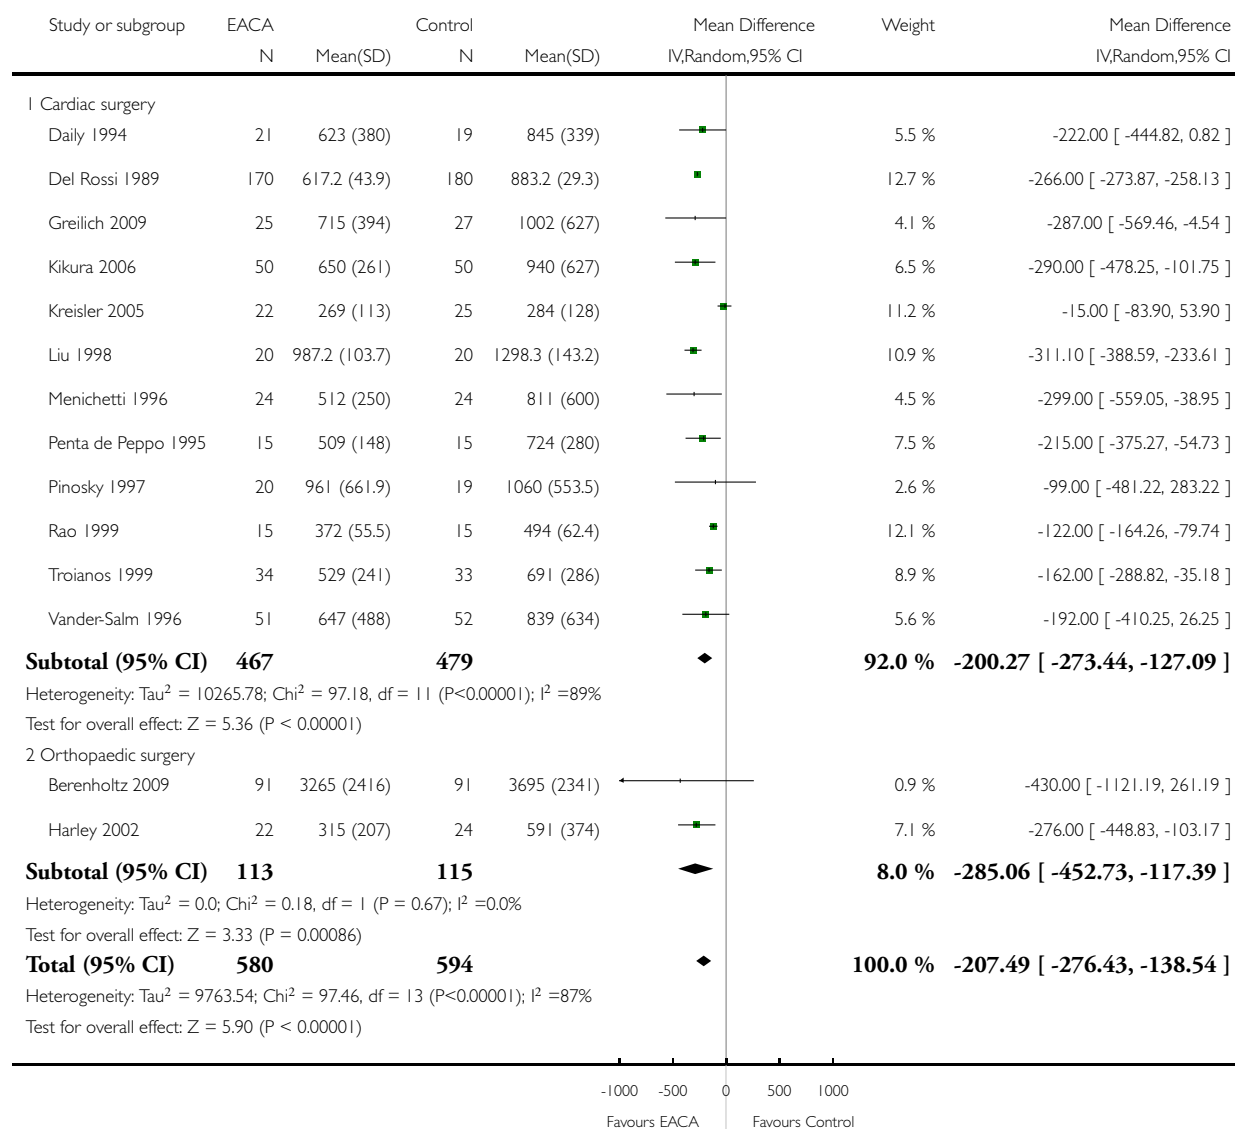 Study or subgroup EACA Control Mean Difference Weight Mean Difference
N Mean(SD) N Mean(SD) IV,Random,95% CI IV,Random,95% CI
1 Cardiac surgery
Daily 1994 21 623 (380) 19 845 (339) 5.5 % -222.00 [ -444.82, 0.82 ]
Del Rossi 1989 170 617.2 (43.9) 180 883.2 (29.3) 12.7 % -266.00 [ -273.87, -258.13 ]
Greilich 2009 25 715 (394) 27 1002 (627) 4.1 % -287.00 [ -569.46, -4.54 ]
Kikura 2006 50 650 (261) 50 940 (627) 6.5 % -290.00 [ -478.25, -101.75 ]
Kreisler 2005 22 269 (113) 25 284 (128) 11.2 % -15.00 [ -83.90, 53.90 ]
Liu 1998 20 987.2 (103.7) 20 1298.3 (143.2) 10.9 % -311.10 [ -388.59, -233.61 ]
Menichetti 1996 24 512 (250) 24 811 (600) 4.5 % -299.00 [ -559.05, -38.95 ]
Penta de Peppo 1995 15 509 (148) 15 724 (280) 7.5 % -215.00 [ -375.27, -54.73 ]
Pinosky 1997 20 961 (661.9) 19 1060 (553.5) 2.6 % -99.00 [ -481.22, 283.22 ]
Rao 1999 15 372 (55.5) 15 494 (62.4) 12.1 % -122.00 [ -164.26, -79.74 ]
Troianos 1999 34 529 (241) 33 691 (286) 8.9 % -162.00 [ -288.82, -35.18 ]
Vander-Salm 1996 51 647 (488) 52 839 (634) 5.6 % -192.00 [ -410.25, 26.25 ]
Subtotal (95% CI) 467 479 92.0 % -200.27 [ -273.44, -127.09 ]
Heterogeneity: Tau² = 10265.78; Chi² = 97.18, df = 11 (P<0.00001); I² =89%
Test for overall effect: Z = 5.36 (P < 0.00001)
2 Orthopaedic surgery
Berenholtz 2009 91 3265 (2416) 91 3695 (2341) 0.9 % -430.00 [ -1121.19, 261.19 ]
Harley 2002 22 315 (207) 24 591 (374) 7.1 % -276.00 [ -448.83, -103.17 ]
Subtotal (95% CI) 113 115 8.0 % -285.06 [ -452.73, -117.39 ]
Heterogeneity: Tau² = 0.0; Chi² = 0.18, df = 1 (P = 0.67); I² =0.0%
Test for overall effect: Z = 3.33 (P = 0.00086)
Total (95% CI) 580 594 100.0 % -207.49 [ -276.43, -138.54 ]
Heterogeneity: Tau² = 9763.54; Chi² = 97.46, df = 13 (P<0.00001); I² =87%
Test for overall effect: Z = 5.90 (P < 0.00001)
-1000 -500 0 500 1000
Favours EACA Favours Control